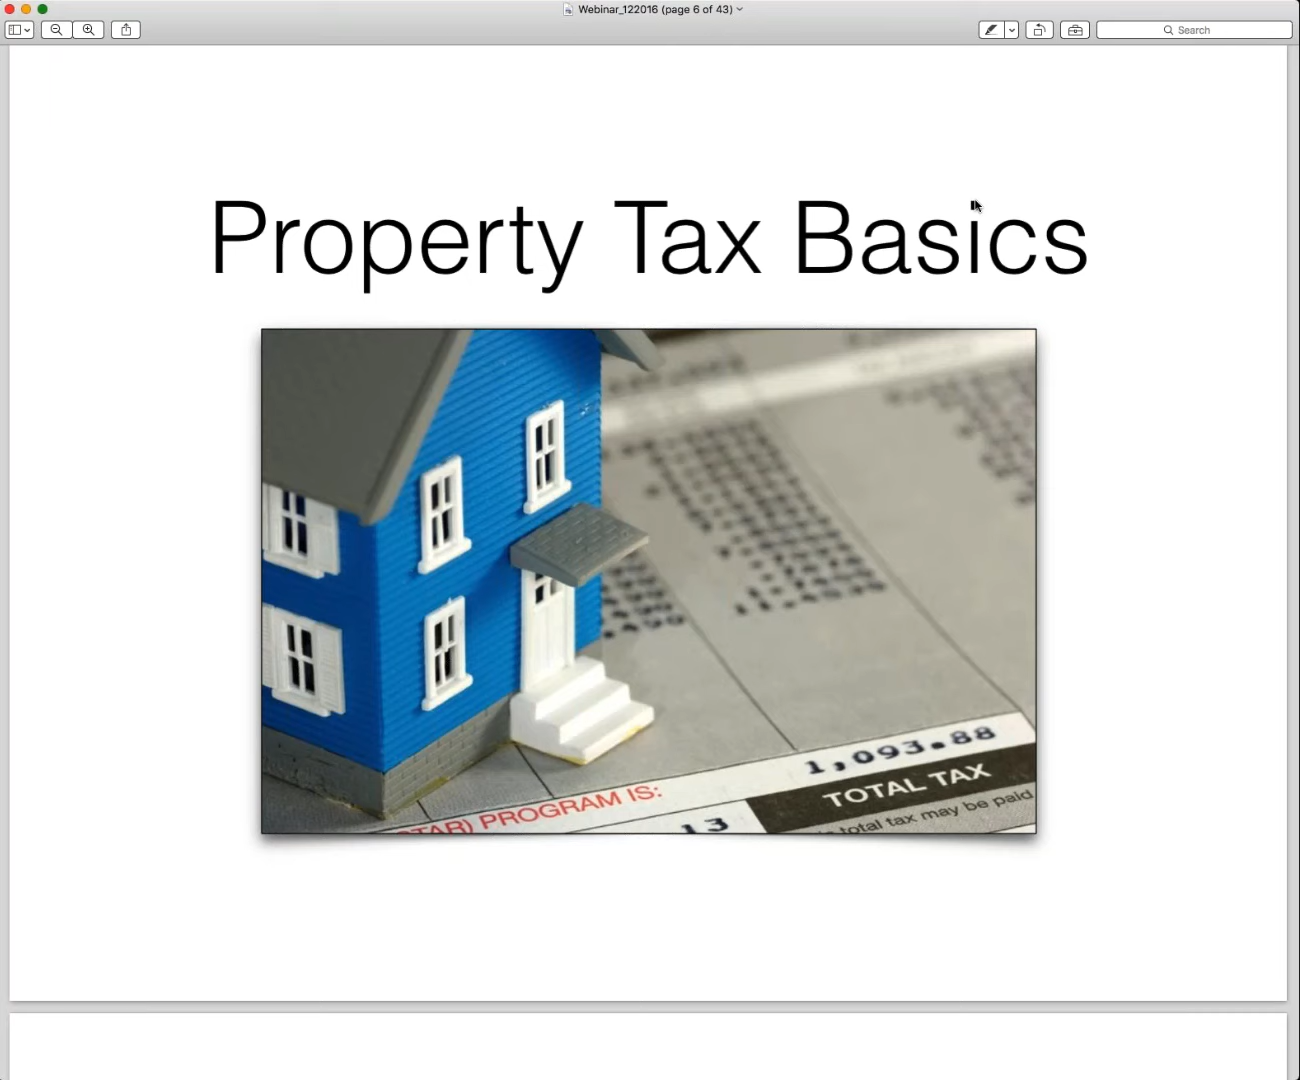 Webinar_122016 (page 6 of 43)
Search
Property Tax Basics
1,093.88
TOTAL TAX
PROGRAM IS:
13
total tax may be paid